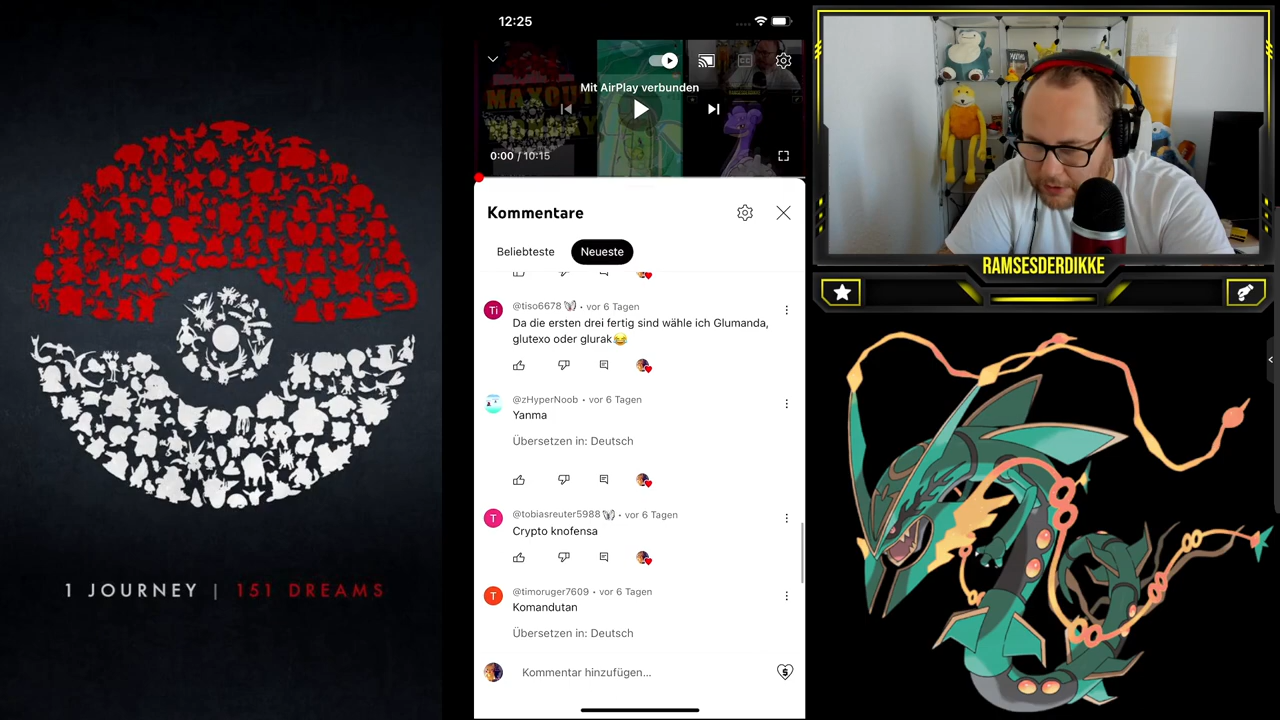 12:25
Mit AirPlay verbunden
0:00 / 10:15
Kommentare
Beliebteste
Neueste
@tiso6678 • vor 6 Tagen
Da die ersten drei fertig sind wähle ich Glumanda,
glutexo oder glurak😂
@zHyperNoob • vor 6 Tagen
Yanma
Übersetzen in: Deutsch
@tobiasreuter5988 • vor 6 Tagen
Crypto knofensa
@timoruger7609 • vor 6 Tagen
Komandutan
Übersetzen in: Deutsch
Kommentar hinzufügen...
1 JOURNEY | 151 DREAMS
RAMSESDERDIKKE